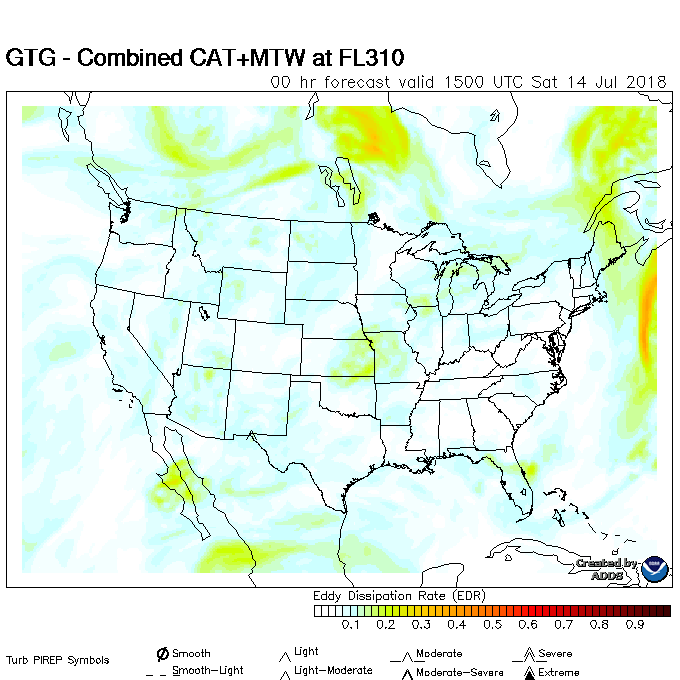 GTG - Combined CAT+MTW at FL310
00 hr forecast valid 1500 UTC Sat 14 Jul 2018
Created by
ADDS
Eddy Dissipation Rate (EDR)
0.1 0.2 0.3 0.4 0.5 0.6 0.7 0.8 0.9
Turb PIREP Symbols
Smooth Light Moderate Severe
Smooth-Light Light-Moderate Moderate-Severe Extreme